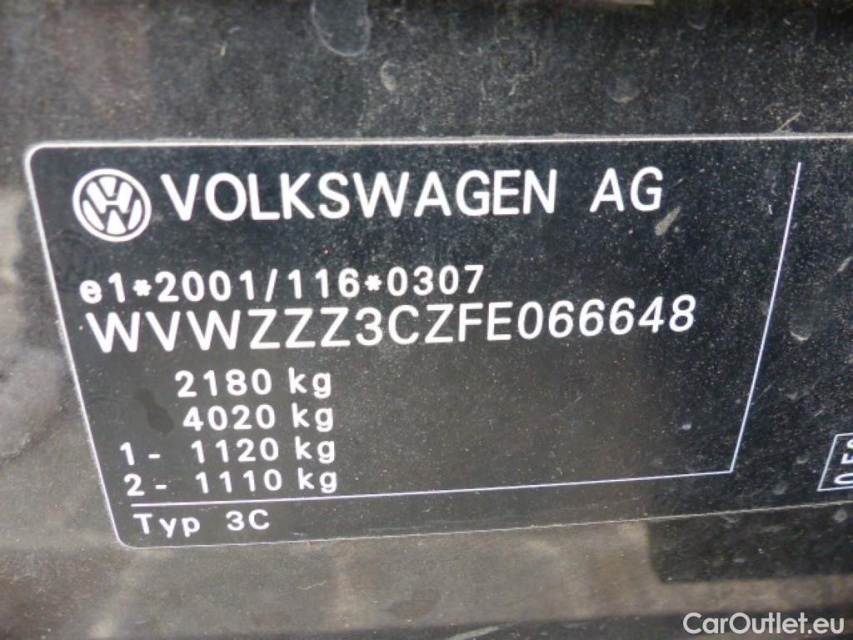 VOLKSWAGEN AG
e1*2001/116*0307
WVWZZZ3CZFE066648
2180 kg
4020 kg
1- 1120 kg
2- 1110 kg
Typ 3C
CarOutlet.eu